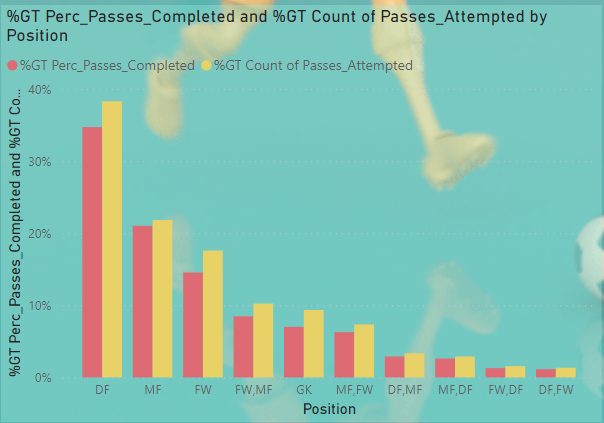 %GT Perc_Passes_Completed and %GT Count of Passes_Attempted by
Position
%GT Perc_Passes_Completed %GT Count of Passes_Attempted
%GT Perc_Passes_Completed and %GT Co...
40%
30%
20%
10%
0%
DF MF FW FW,MF GK MF,FW DF,MF MF,DF FW,DF DF,FW
Position